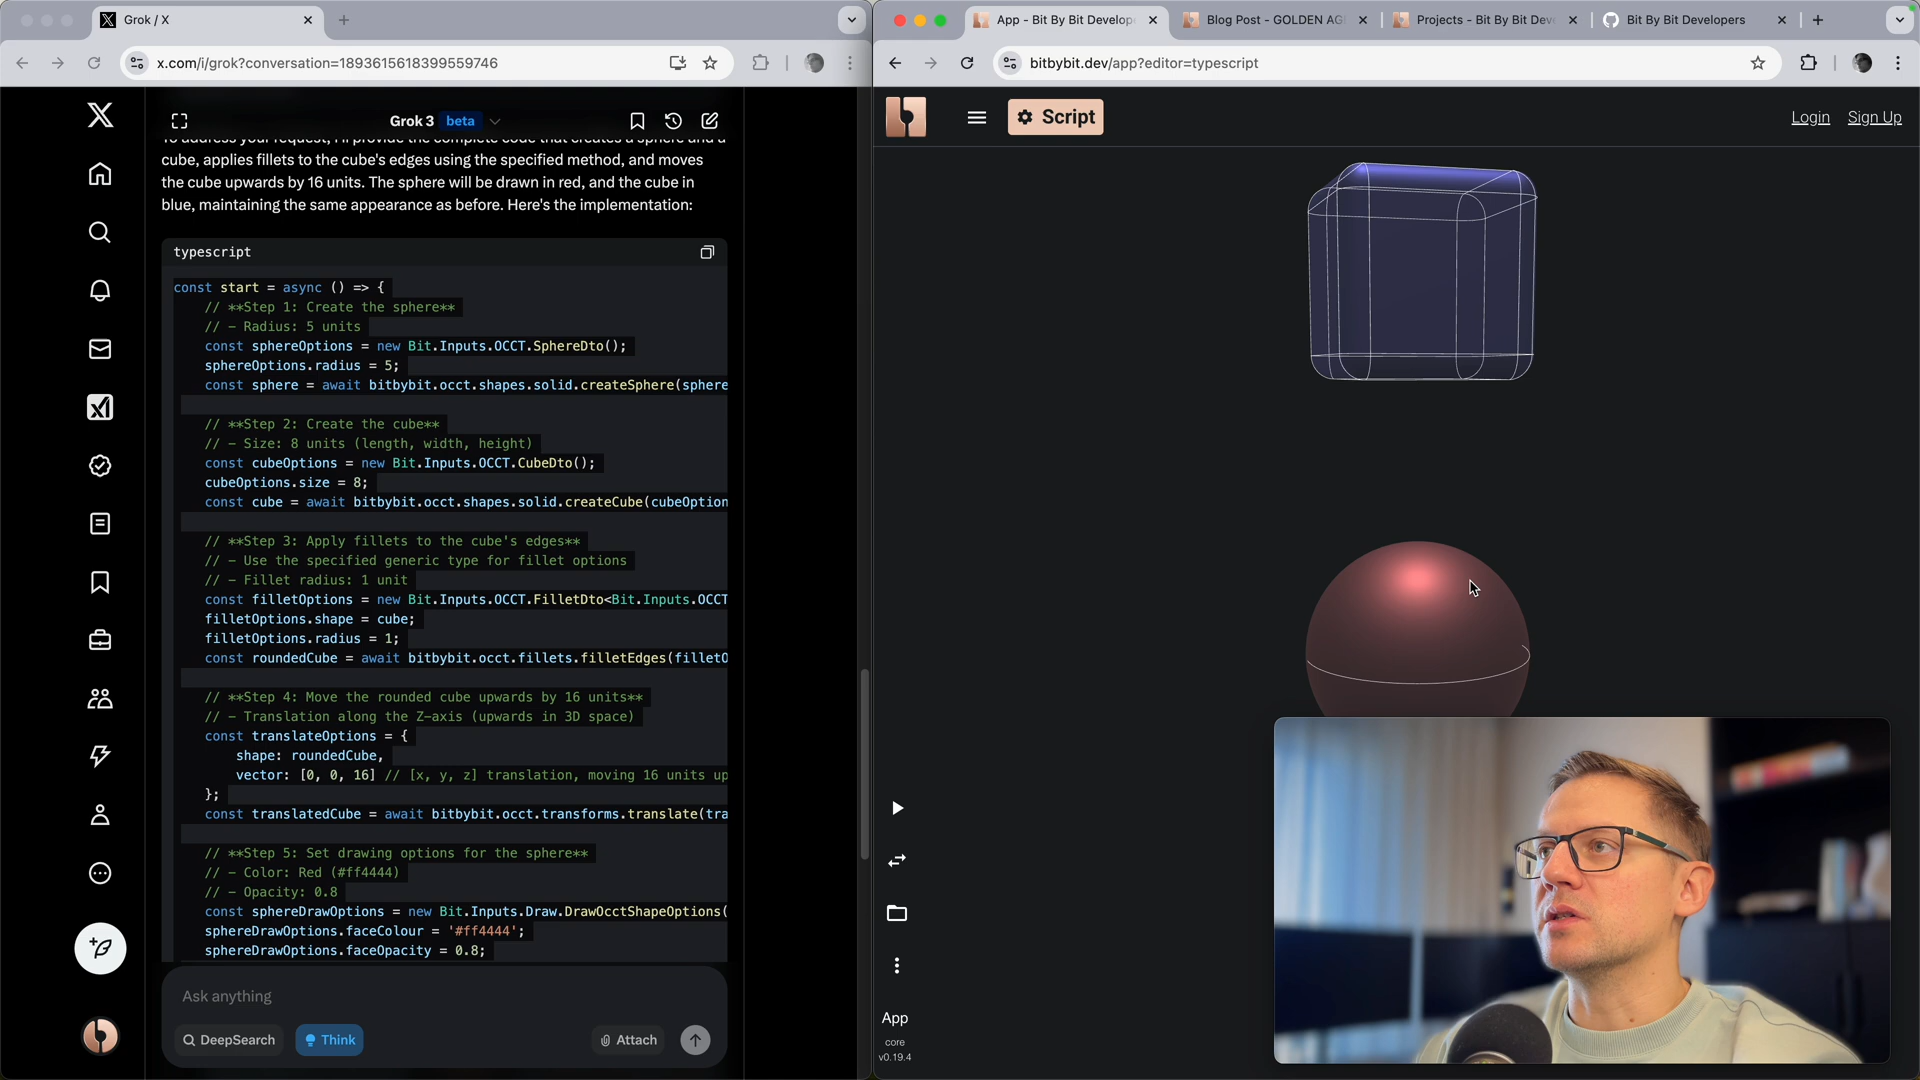 Grok / X
x.com/i/grok?conversation=1893615618399559746
Grok 3 beta
To address your request, I'll provide the complete code that creates a sphere and a
cube, applies fillets to the cube's edges using the specified method, and moves
the cube upwards by 16 units. The sphere will be drawn in red, and the cube in
blue, maintaining the same appearance as before. Here's the implementation:
typescript
const start = async () => {
// **Step 1: Create the sphere**
// - Radius: 5 units
const sphereOptions = new Bit.Inputs.OCCT.SphereDto();
sphereOptions.radius = 5;
const sphere = await bitbybit.occt.shapes.solid.createSphere(sphere
// **Step 2: Create the cube**
// - Size: 8 units (length, width, height)
const cubeOptions = new Bit.Inputs.OCCT.CubeDto();
cubeOptions.size = 8;
const cube = await bitbybit.occt.shapes.solid.createCube(cubeOption
// **Step 3: Apply fillets to the cube's edges**
// - Use the specified generic type for fillet options
// - Fillet radius: 1 unit
const filletOptions = new Bit.Inputs.OCCT.FilletDto<Bit.Inputs.OCCT
filletOptions.shape = cube;
filletOptions.radius = 1;
const roundedCube = await bitbybit.occt.fillets.filletEdges(filletO
// **Step 4: Move the rounded cube upwards by 16 units**
// - Translation along the Z-axis (upwards in 3D space)
const translateOptions = {
shape: roundedCube,
vector: [0, 0, 16] // [x, y, z] translation, moving 16 units up
};
const translatedCube = await bitbybit.occt.transforms.translate(tra
// **Step 5: Set drawing options for the sphere**
// - Color: Red (#ff4444)
// - Opacity: 0.8
const sphereDrawOptions = new Bit.Inputs.Draw.DrawOcctShapeOptions(
sphereDrawOptions.faceColour = '#ff4444';
sphereDrawOptions.faceOpacity = 0.8;
Ask anything
DeepSearch
Think
Attach
App - Bit By Bit Develop
Blog Post - GOLDEN AG
Projects - Bit By Bit Dev
Bit By Bit Developers
bitbybit.dev/app?editor=typescript
Script
Login
Sign Up
App
core
v0.19.4